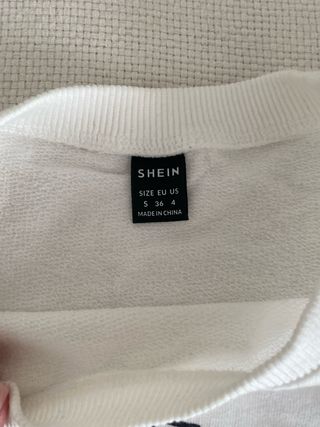 SHEIN
SIZE EU US
S 36 4
MADE IN CHINA